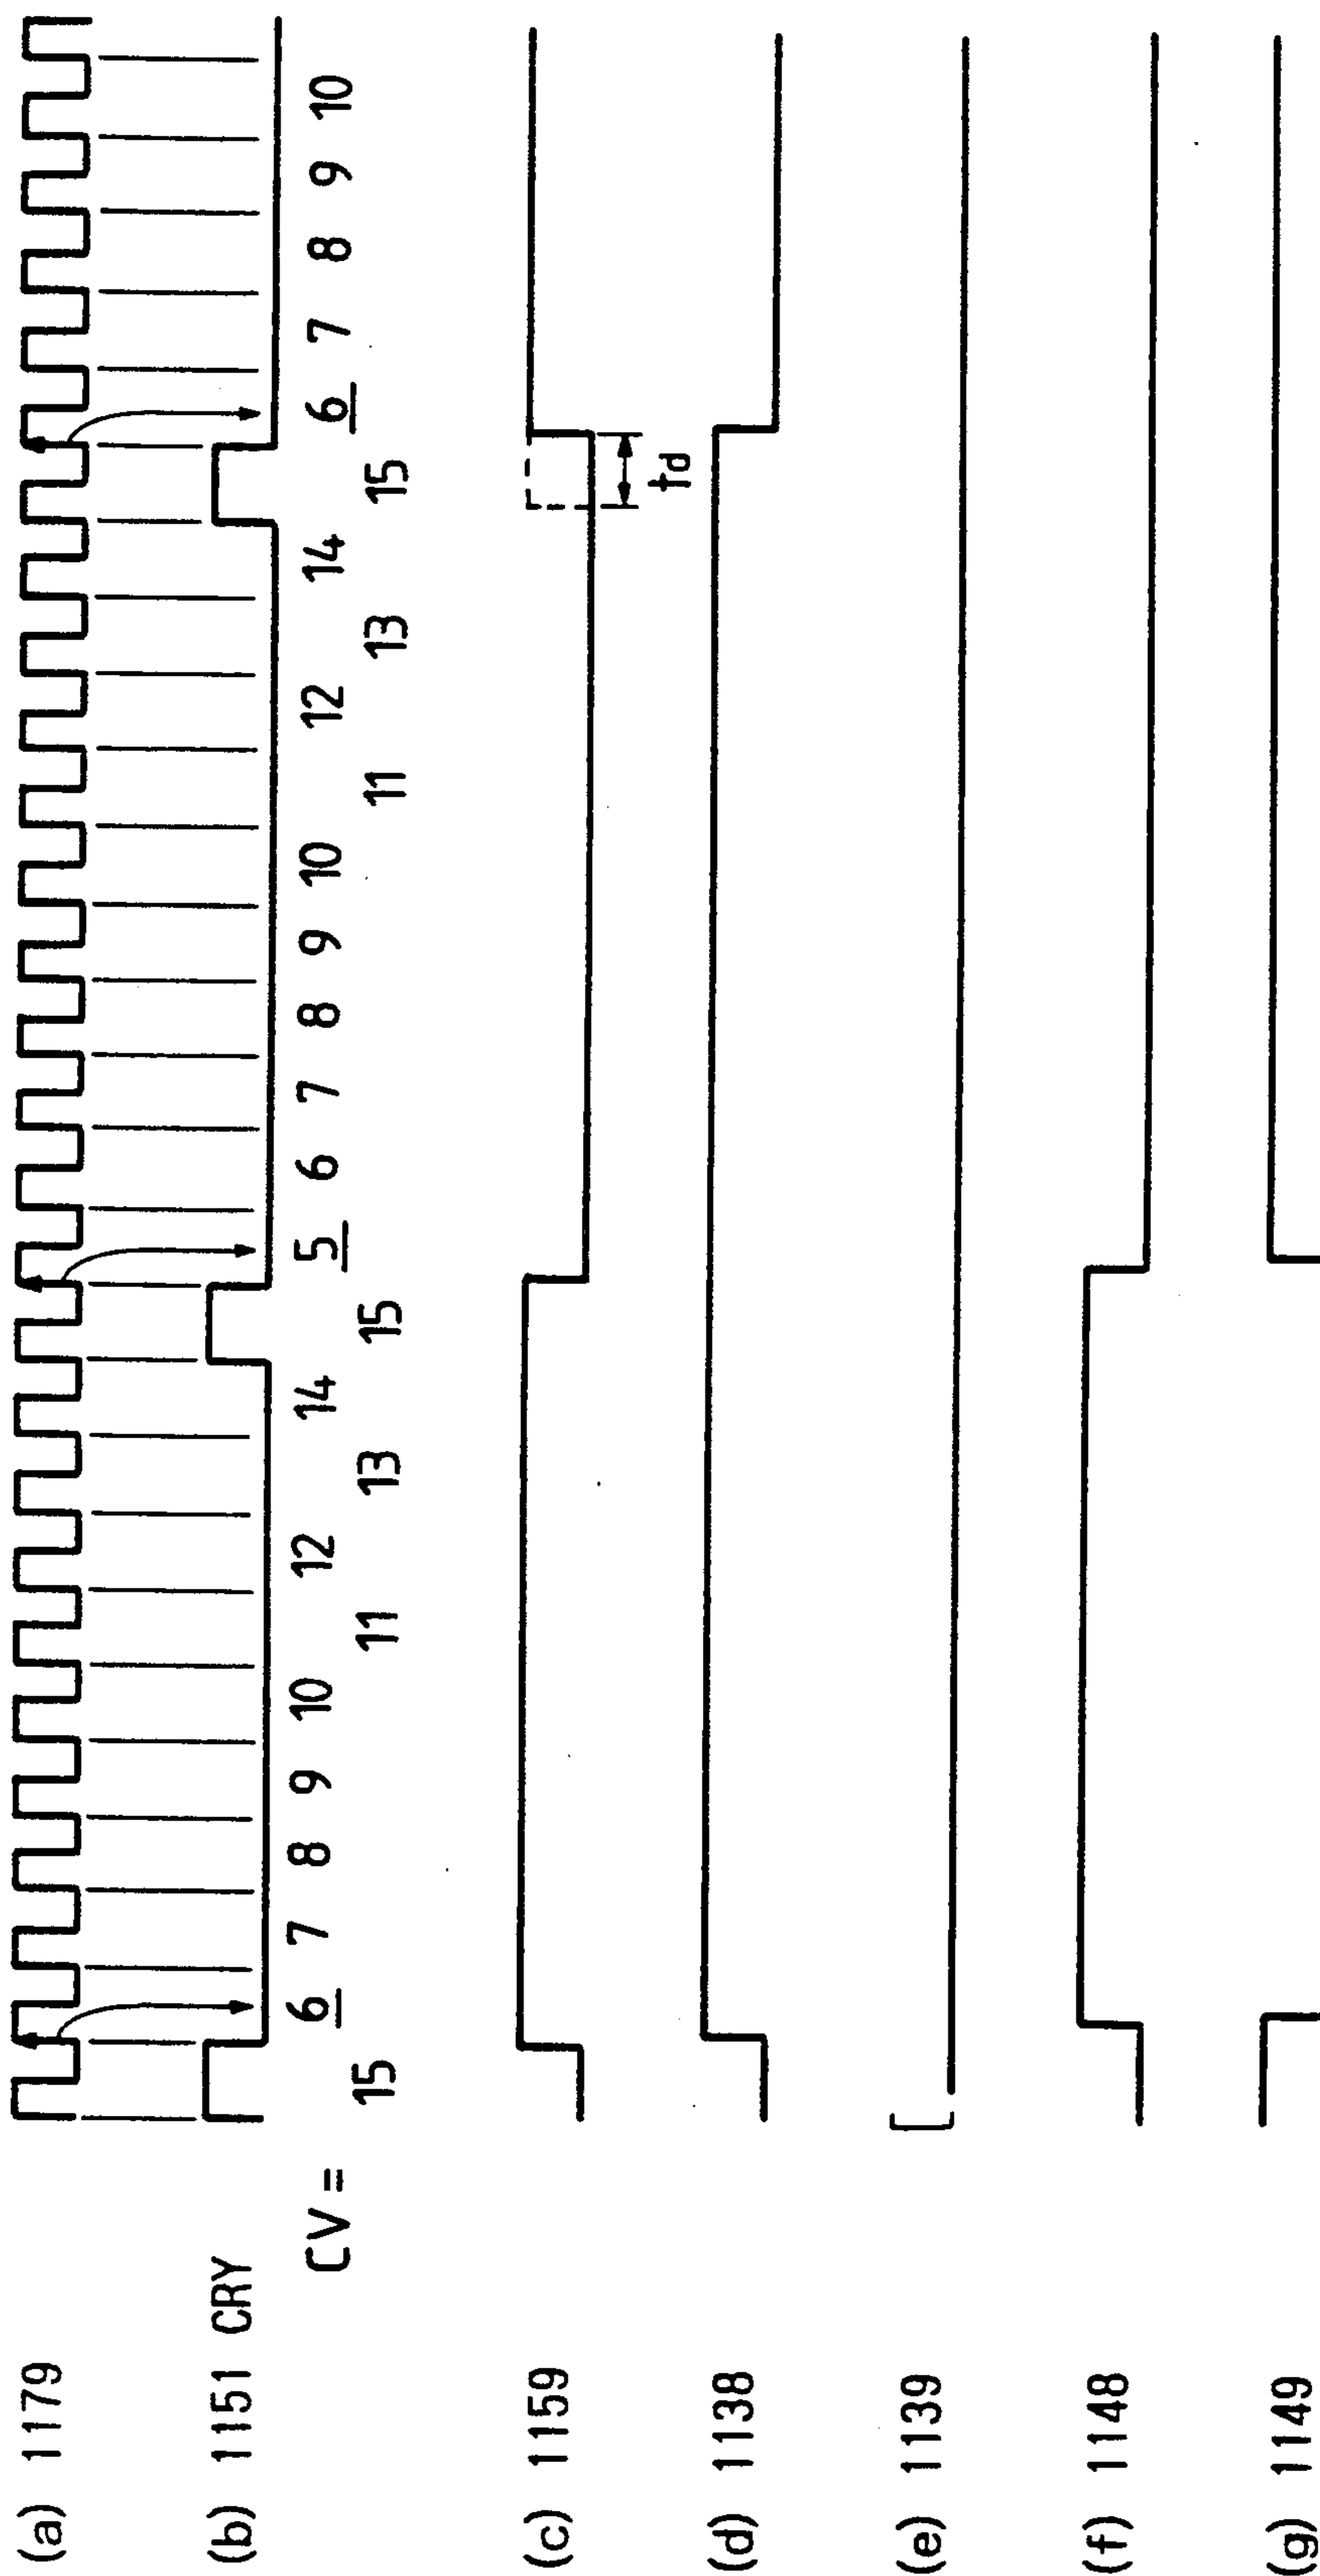 (a) 1179
(b) 1151 CRY
CV = 15 6 7 8 9 10 11 12 13 14 15 5 6 7 8 9 10 11 12 13 14 15 6 7 8 9 10
(c) 1159
td
(d) 1138
(e) 1139
(f) 1148
(g) 1149